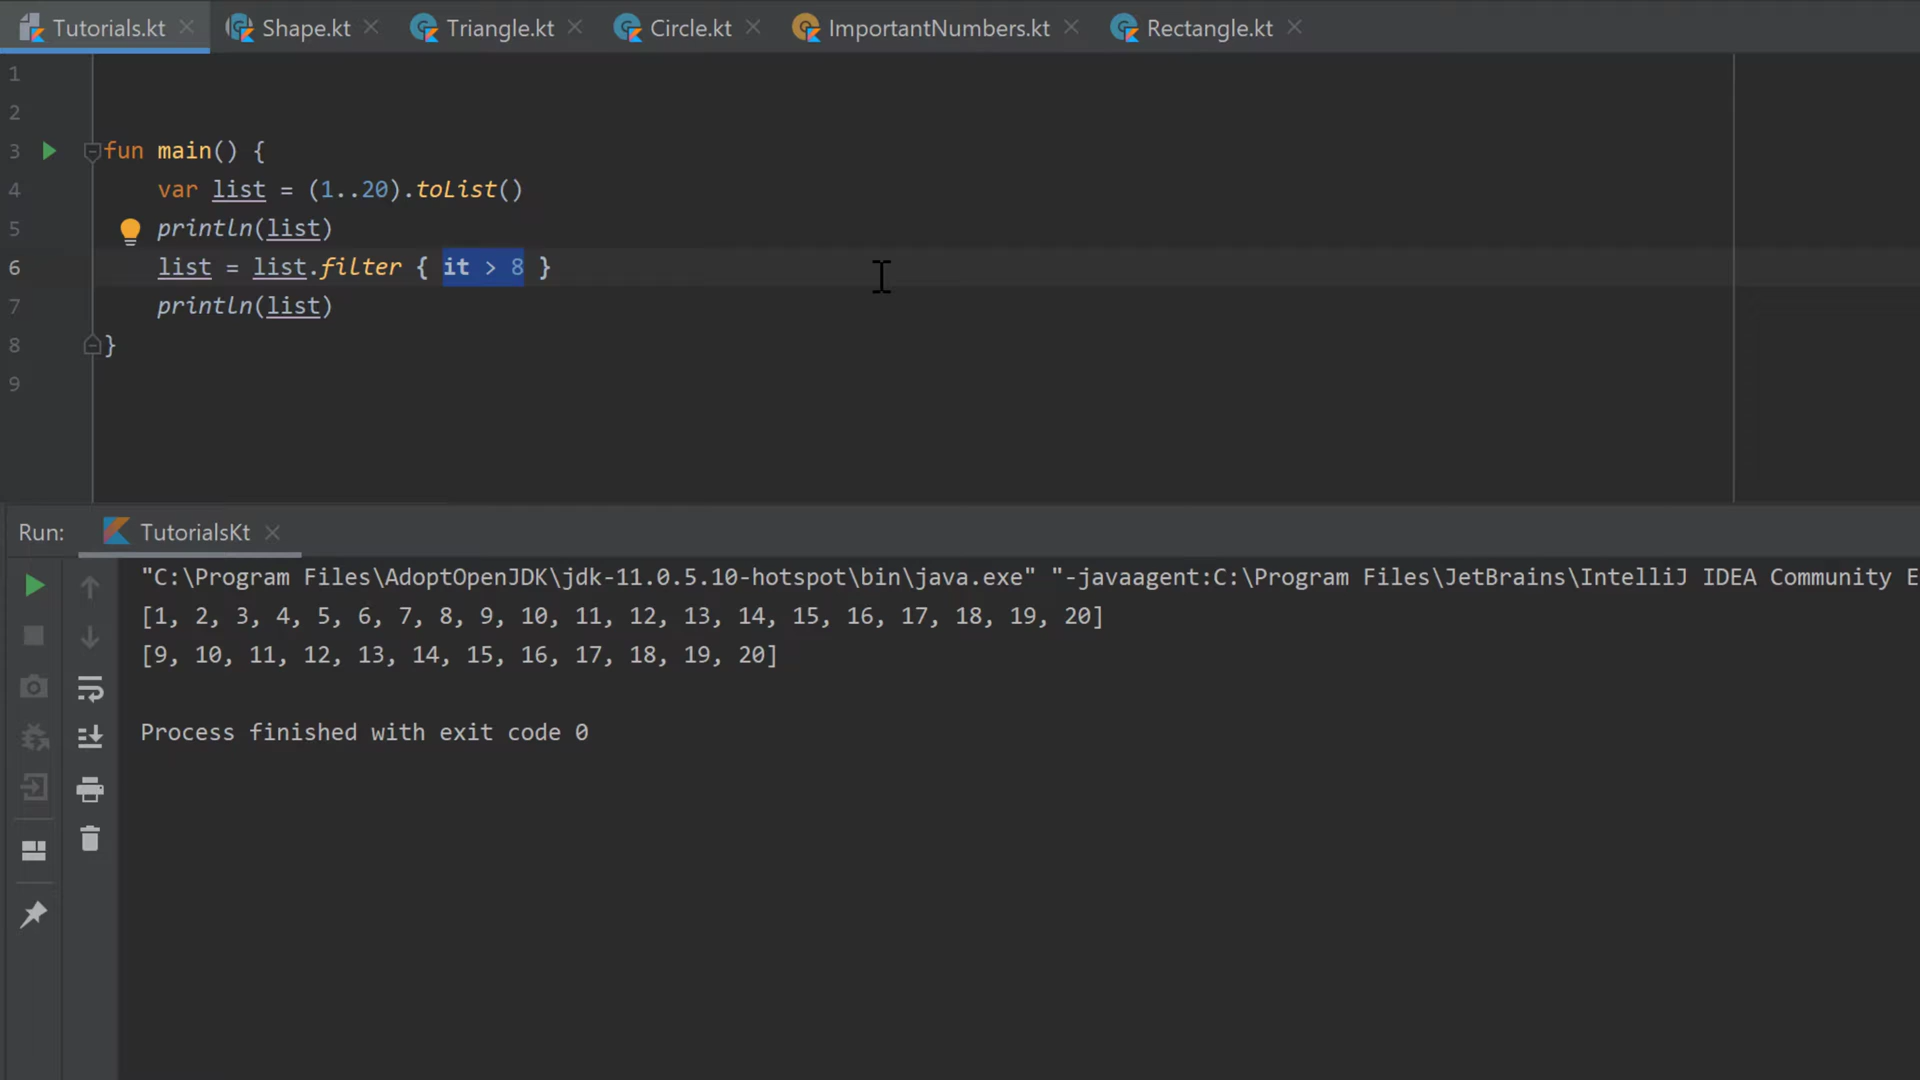 Tutorials.kt Shape.kt Triangle.kt Circle.kt ImportantNumbers.kt Rectangle.kt
1
2
3 fun main() {
4     var list = (1..20).toList()
5     println(list)
6     list = list.filter { it > 8 }
7     println(list)
8 }
9
Run: TutorialsKt
"C:\Program Files\AdoptOpenJDK\jdk-11.0.5.10-hotspot\bin\java.exe" "-javaagent:C:\Program Files\JetBrains\IntelliJ IDEA Community E
[1, 2, 3, 4, 5, 6, 7, 8, 9, 10, 11, 12, 13, 14, 15, 16, 17, 18, 19, 20]
[9, 10, 11, 12, 13, 14, 15, 16, 17, 18, 19, 20]
Process finished with exit code 0